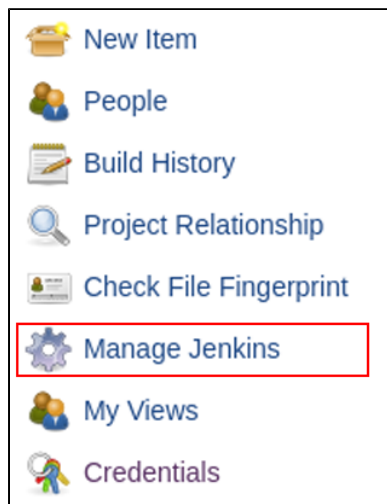 New Item
People
Build History
Project Relationship
Check File Fingerprint
Manage Jenkins
My Views
Credentials